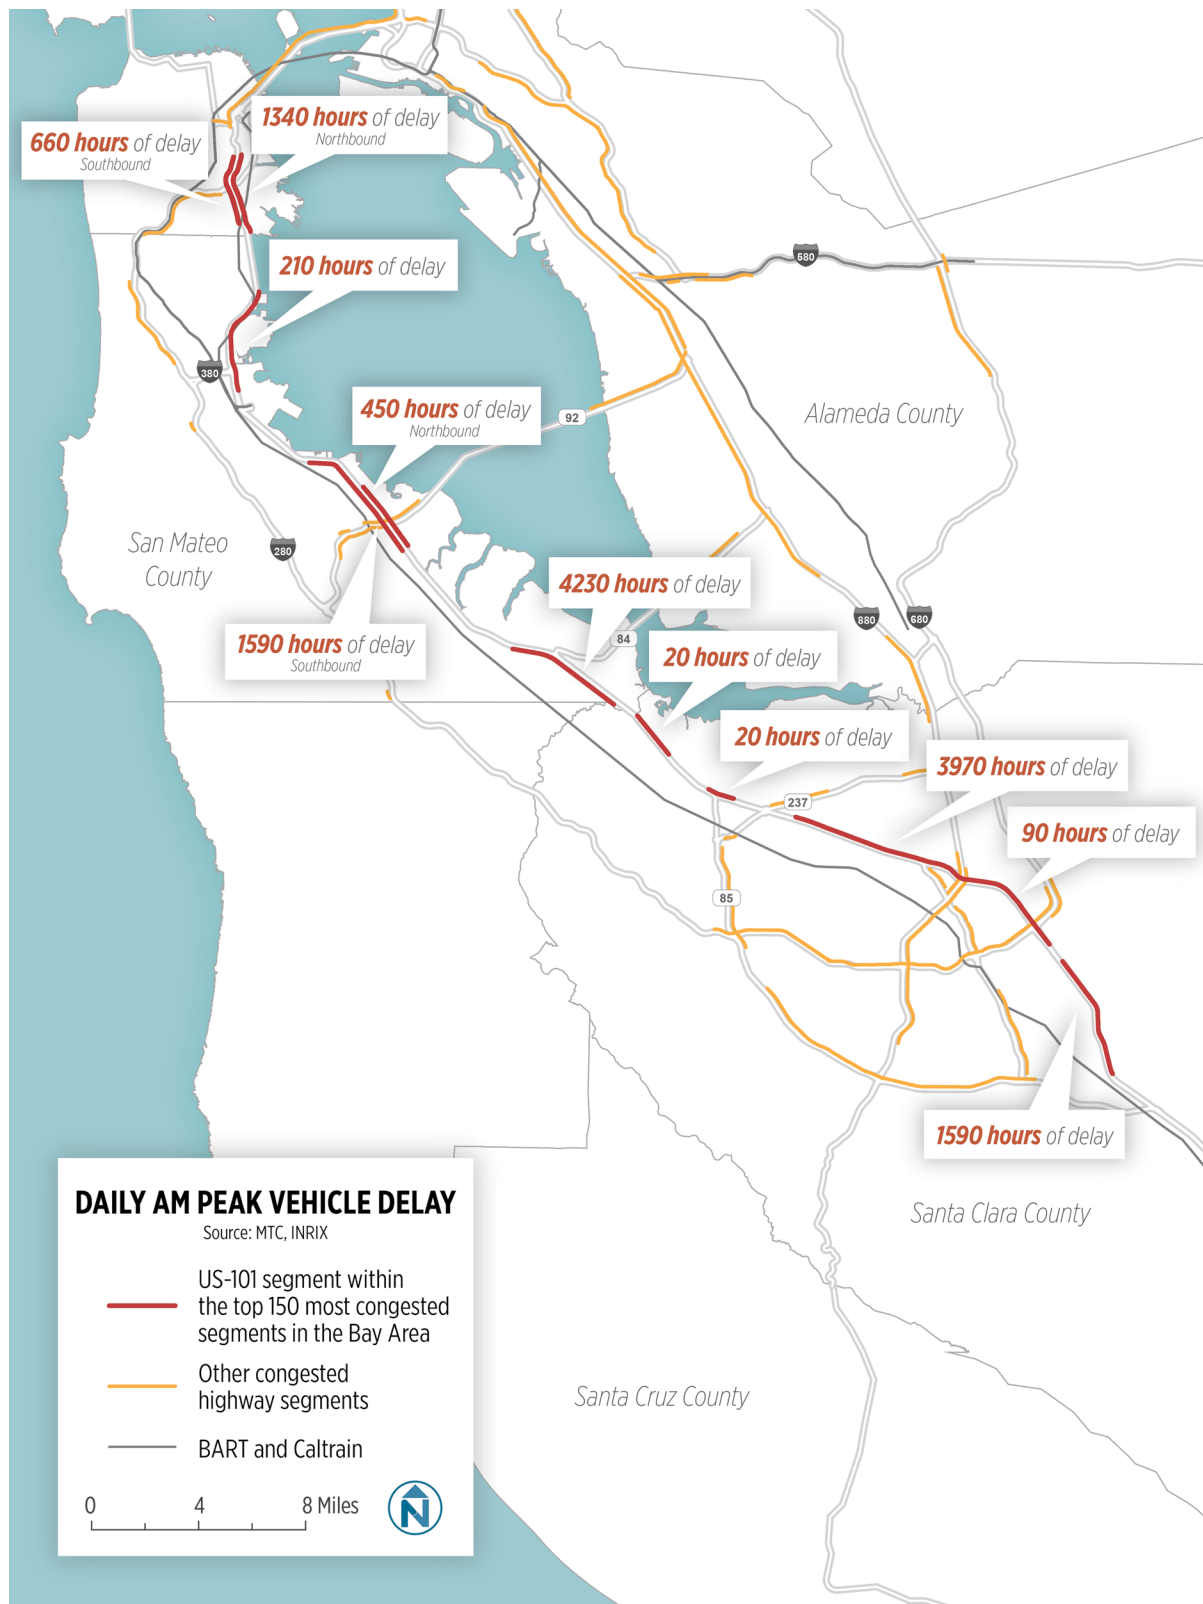 1340 hours of delay
Northbound
660 hours of delay
Southbound
210 hours of delay
680
380
450 hours of delay
Northbound
92
Alameda County
San Mateo
County
280
4230 hours of delay
880
680
84
1590 hours of delay
Southbound
20 hours of delay
20 hours of delay
3970 hours of delay
237
90 hours of delay
85
1590 hours of delay
Santa Clara County
Santa Cruz County
DAILY AM PEAK VEHICLE DELAY
Source: MTC, INRIX
US-101 segment within
the top 150 most congested
segments in the Bay Area
Other congested
highway segments
BART and Caltrain
0 4 8 Miles
N